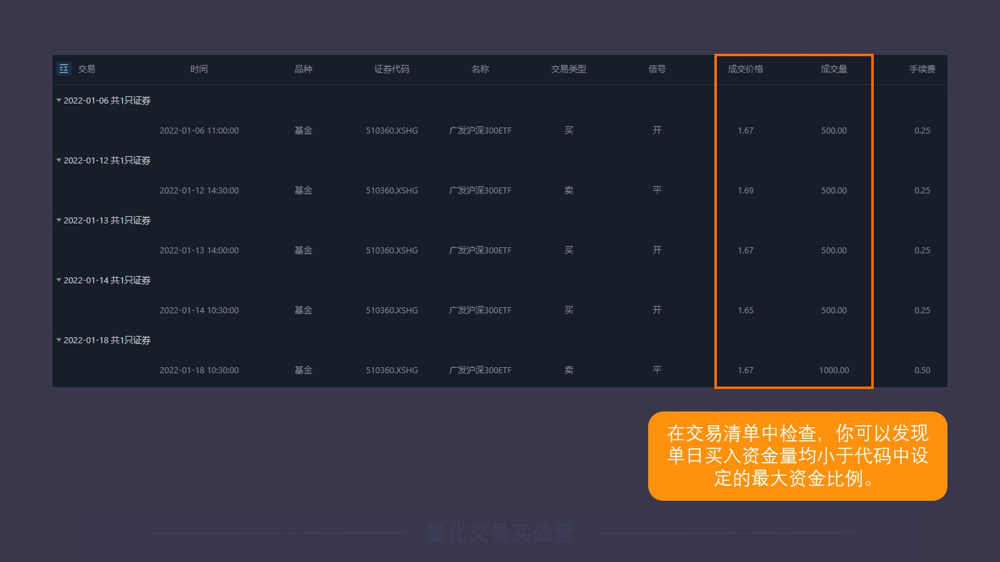 交易 时间 品种 证券代码 名称 交易类型 信号 成交价格 成交量 手续费
2022-01-06 共1只证券
2022-01-06 11:00:00 基金 510360.XSHG 广发沪深300ETF 买 开 1.67 500.00 0.25
2022-01-12 共1只证券
2022-01-12 14:30:00 基金 510360.XSHG 广发沪深300ETF 卖 平 1.69 500.00 0.25
2022-01-13 共1只证券
2022-01-13 14:00:00 基金 510360.XSHG 广发沪深300ETF 买 开 1.67 500.00 0.25
2022-01-14 共1只证券
2022-01-14 10:30:00 基金 510360.XSHG 广发沪深300ETF 买 开 1.65 500.00 0.25
2022-01-18 共1只证券
2022-01-18 10:30:00 基金 510360.XSHG 广发沪深300ETF 卖 平 1.67 1000.00 0.50
在交易清单中检查，你可以发现
单日买入资金量均小于代码中设
定的最大资金比例。
量化交易实战营